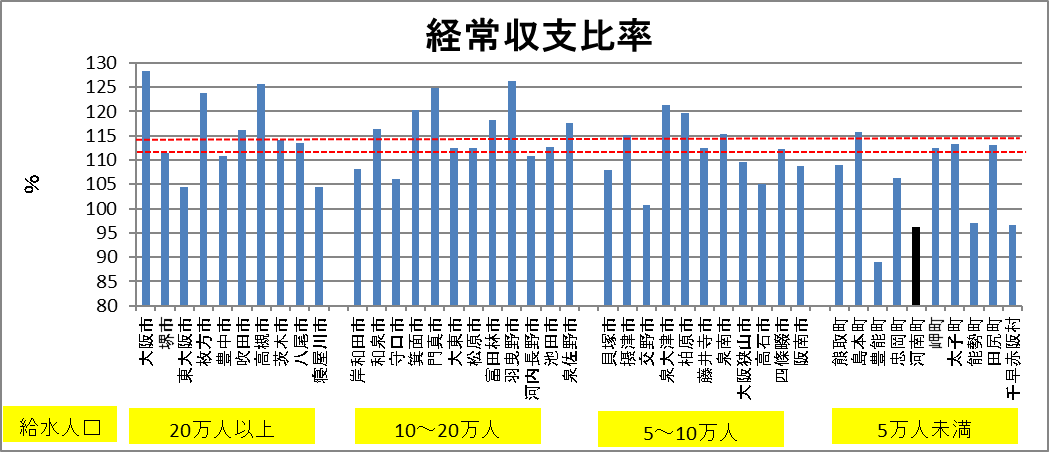 経常収支比率
130
125
120
115
110
105
100
95
90
85
80
%
大阪市
堺市
東大阪市
枚方市
豊中市
吹田市
高槻市
茨木市
八尾市
寝屋川市
岸和田市
和泉市
守口市
箕面市
門真市
大東市
松原市
富田林市
羽曳野市
河内長野市
池田市
泉佐野市
貝塚市
摂津市
交野市
泉大津市
柏原市
藤井寺市
泉南市
大阪狭山市
高石市
四條畷市
阪南市
熊取町
島本町
豊能町
忠岡町
河南町
岬町
太子町
能勢町
田尻町
千早赤阪村
給水人口
20万人以上
10～20万人
5～10万人
5万人未満